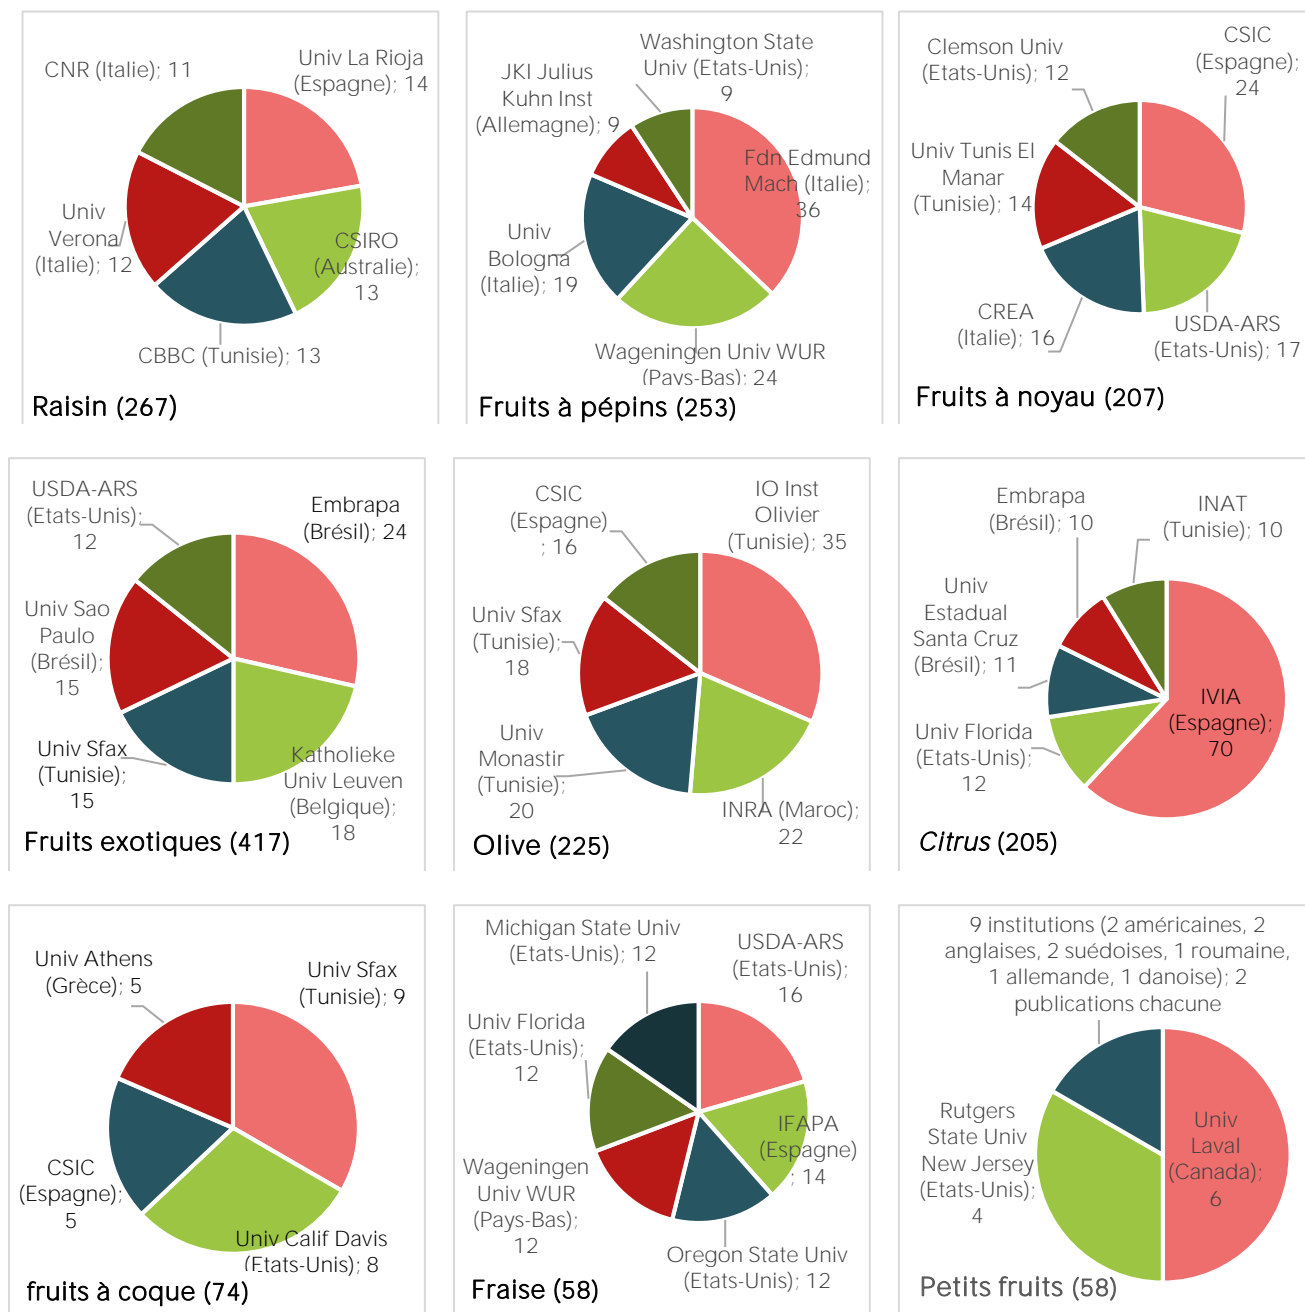 CNR (Italie); 11
Univ La Rioja
(Espagne); 14
Univ
Verona
(Italie); 12
CSIRO
(Australie);
13
CBBC (Tunisie); 13
Raisin (267)
Washington State
Univ (Etats-Unis);
9
JKI Julius
Kuhn Inst
(Allemagne); 9
Fdn Edmund
Mach (Italie);
36
Univ
Bologna
(Italie); 19
Wageningen Univ WUR
(Pays-Bas); 24
Fruits à pépins (253)
Clemson Univ
(Etats-Unis); 12
CSIC
(Espagne);
24
Univ Tunis El
Manar
(Tunisie); 14
CREA
(Italie); 16
USDA-ARS
(Etats-Unis); 17
Fruits à noyau (207)
USDA-ARS
(Etats-Unis);
12
Embrapa
(Brésil); 24
Univ Sao
Paulo
(Brésil);
15
Univ Sfax
(Tunisie);
15
Katholieke
Univ Leuven
(Belgique);
18
Fruits exotiques (417)
CSIC
(Espagne)
; 16
IO Inst
Olivier
(Tunisie); 35
Univ Sfax
(Tunisie);
18
Univ
Monastir
(Tunisie);
20
INRA (Maroc);
22
Olive (225)
Embrapa
(Brésil); 10
INAT
(Tunisie); 10
Univ
Estadual
Santa Cruz
(Brésil); 11
Univ Florida
(Etats-Unis);
12
IVIA
(Espagne);
70
Citrus (205)
Univ Athens
(Grèce); 5
Univ Sfax
(Tunisie); 9
CSIC
(Espagne);
5
Univ Calif Davis
(Etats-Unis); 8
fruits à coque (74)
Michigan State Univ
(Etats-Unis); 12
USDA-ARS
(Etats-Unis);
16
Univ Florida
(Etats-Unis);
12
IFAPA
(Espagne)
; 14
Wageningen
Univ WUR
(Pays-Bas);
12
Oregon State Univ
(Etats-Unis); 12
Fraise (58)
9 institutions (2 américaines, 2
anglaises, 2 suédoises, 1 roumaine,
1 allemande, 1 danoise); 2
publications chacune
Rutgers
State Univ
New Jersey
(Etats-Unis);
4
Univ
Laval
(Canada);
6
Petits fruits (58)